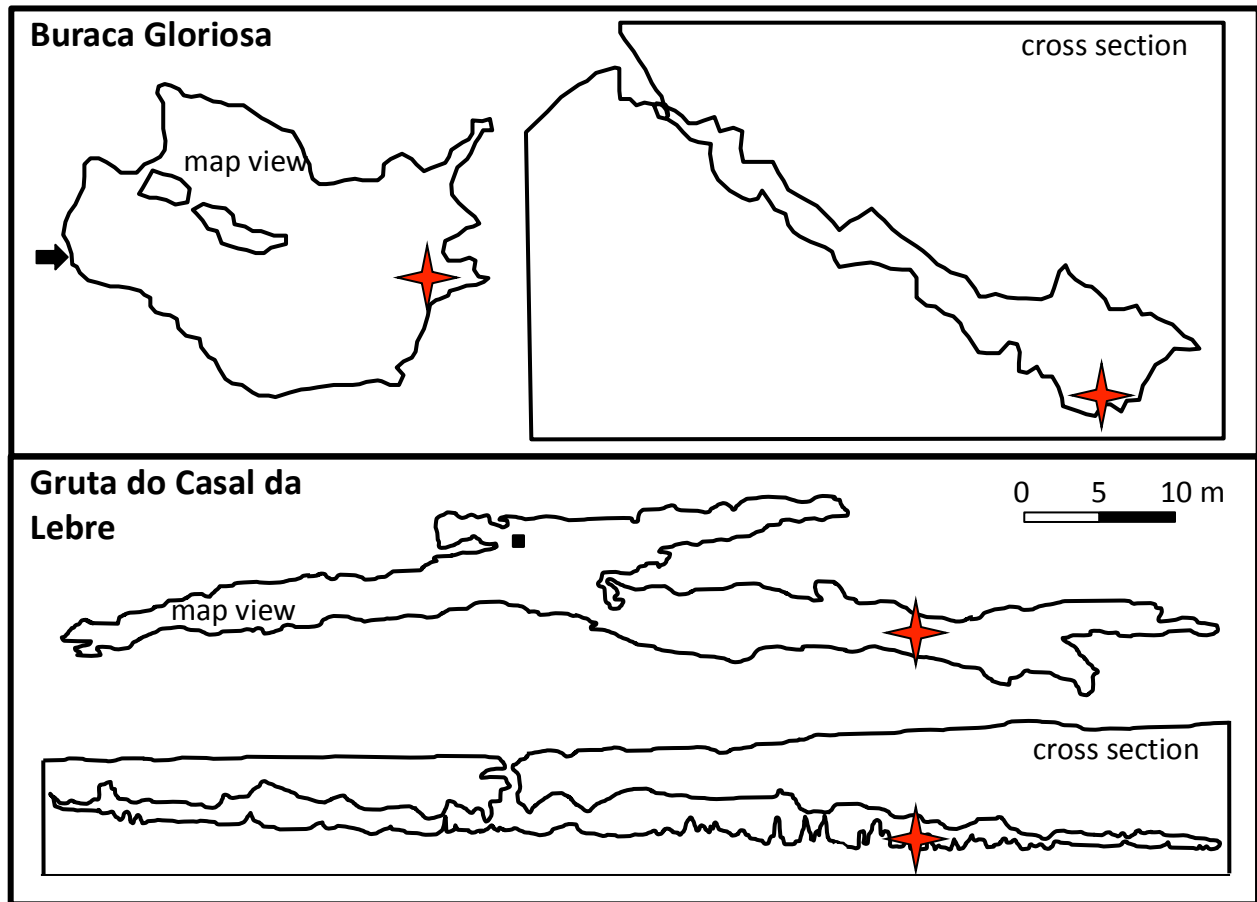 Buraca Gloriosa
cross section
map view
Gruta do Casal da
Lebre
0 5 10 m
map view
cross section